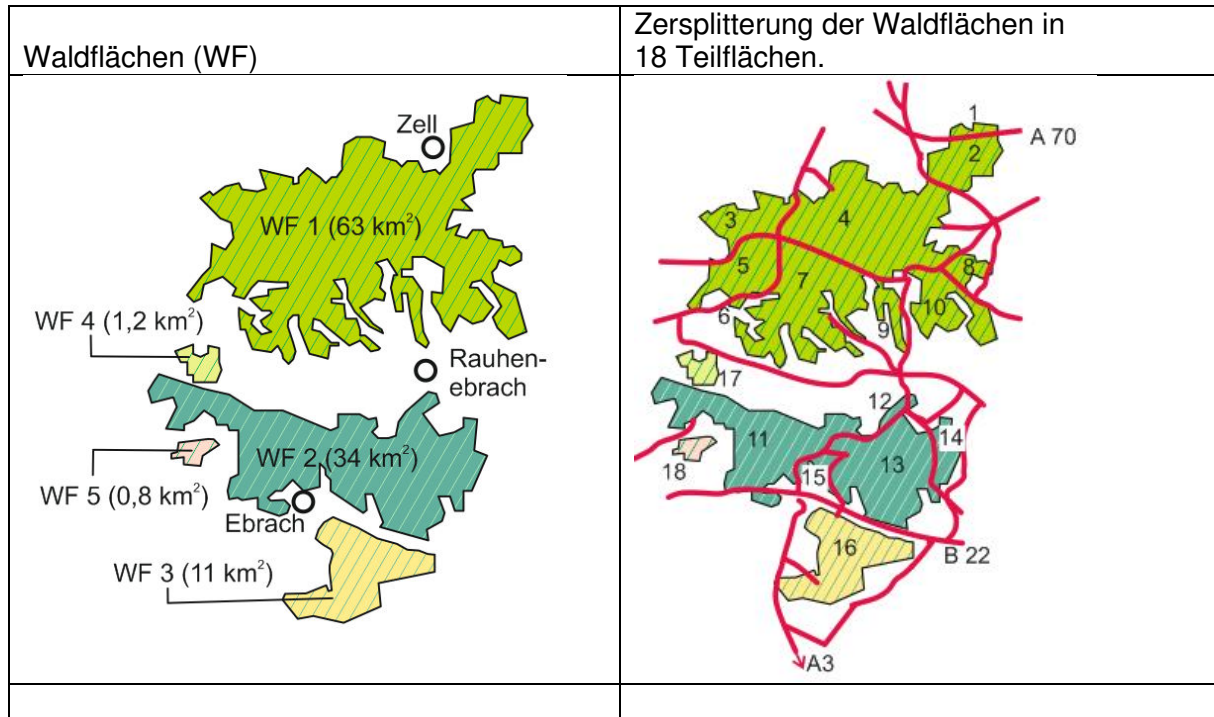 Waldflächen (WF)
Zersplitterung der Waldflächen in
18 Teilflächen.
Zell
WF 1 (63 km²)
WF 4 (1,2 km²)
Rauhen-
ebrach
WF 2 (34 km²)
WF 5 (0,8 km²)
Ebrach
WF 3 (11 km²)
1
A 70
2
3
4
5
7
8
6
9
10
17
12
11
14
13
18
15
16
B 22
A3